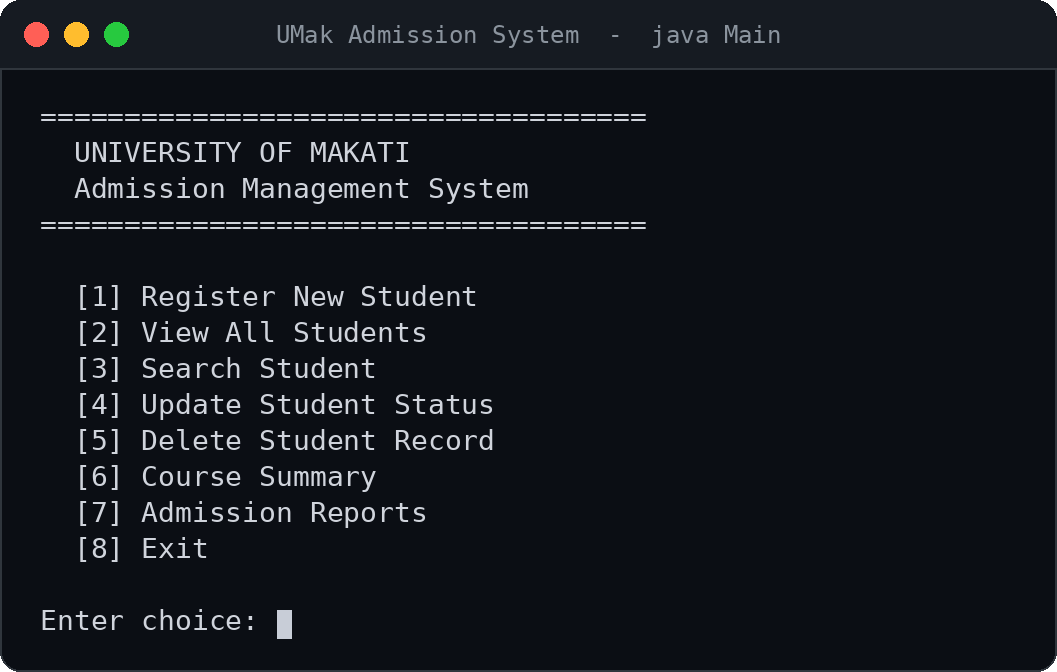 UMak Admission System  -  java Main
====================================
  UNIVERSITY OF MAKATI
  Admission Management System
====================================
  [1] Register New Student
  [2] View All Students
  [3] Search Student
  [4] Update Student Status
  [5] Delete Student Record
  [6] Course Summary
  [7] Admission Reports
  [8] Exit
Enter choice: